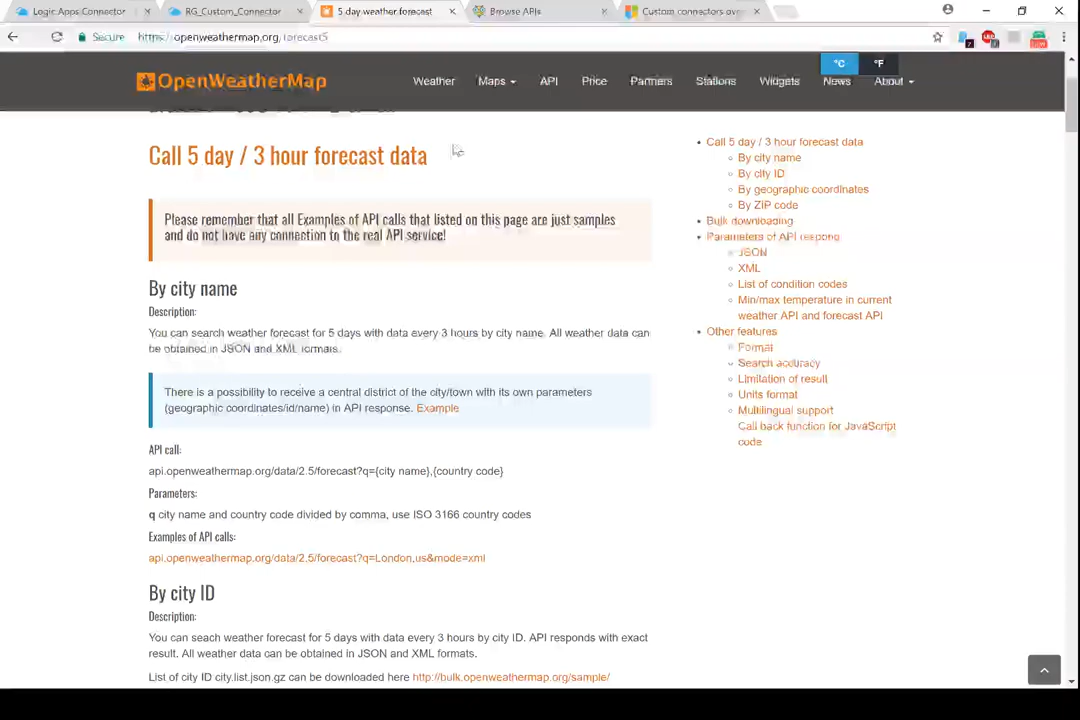 Logic Apps Connector
RG_Custom_Connector
5 day weather forecast
Browse APIs
Custom connectors over
Secure
https://openweathermap.org/forecast5
OpenWeatherMap
Weather
Maps
API
Price
Partners
Stations
Widgets
News
About
°C
°F
Call 5 day / 3 hour forecast data
Please remember that all Examples of API calls that listed on this page are just samples
and do not have any connection to the real API service!
By city name
Description:
You can search weather forecast for 5 days with data every 3 hours by city name. All weather data can
be obtained in JSON and XML formats.
There is a possibility to receive a central district of the city/town with its own parameters
(geographic coordinates/id/name) in API response. Example
API call:
api.openweathermap.org/data/2.5/forecast?q={city name},{country code}
Parameters:
q city name and country code divided by comma, use ISO 3166 country codes
Examples of API calls:
api.openweathermap.org/data/2.5/forecast?q=London,us&mode=xml
By city ID
Description:
You can seach weather forecast for 5 days with data every 3 hours by city ID. API responds with exact
result. All weather data can be obtained in JSON and XML formats.
List of city ID city.list.json.gz can be downloaded here http://bulk.openweathermap.org/sample/
Call 5 day / 3 hour forecast data
By city name
By city ID
By geographic coordinates
By ZIP code
Bulk downloading
Parameters of API respond
JSON
XML
List of condition codes
Min/max temperature in current
weather API and forecast API
Other features
Format
Search accuracy
Limitation of result
Units format
Multilingual support
Call back function for JavaScript
code